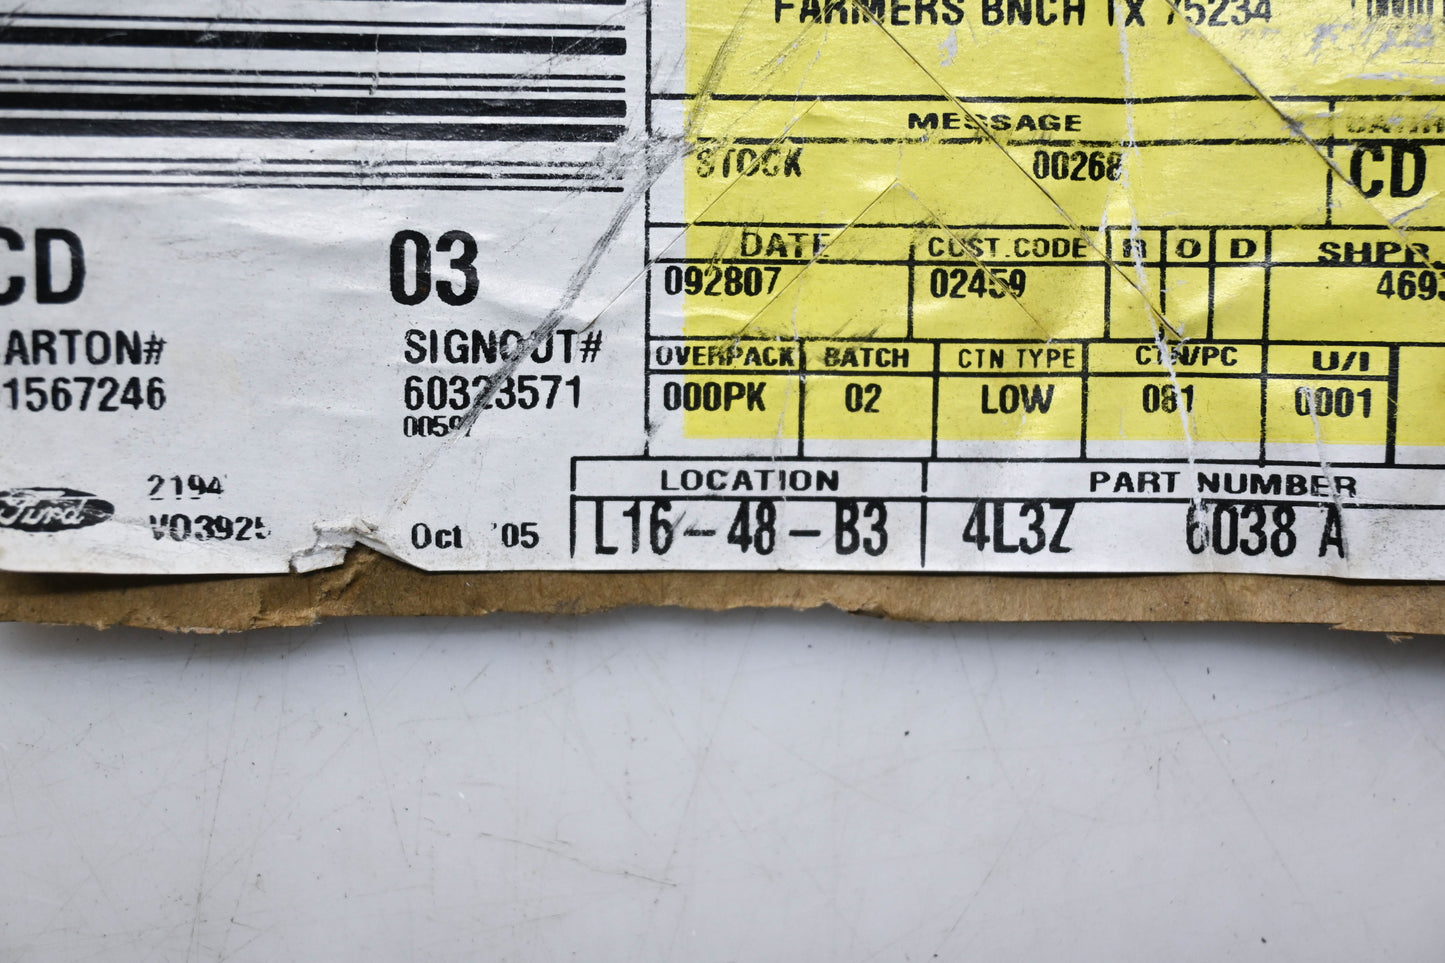 FARMERS BNCH TX 75234
MESSAGE
STOCK 00268
CD
DATE CUST.CODE R O D SHPR.
092807 02459 4693
OVERPACK BATCH CTN TYPE CTN/PC U/I
000PK 02 LOW 081 0001
LOCATION PART NUMBER
L16-48-B3 4L3Z 6038 A
CD 03
ARTON# SIGNOUT#
1567246 60323571
0059
Ford
2194
V03925
Oct '05